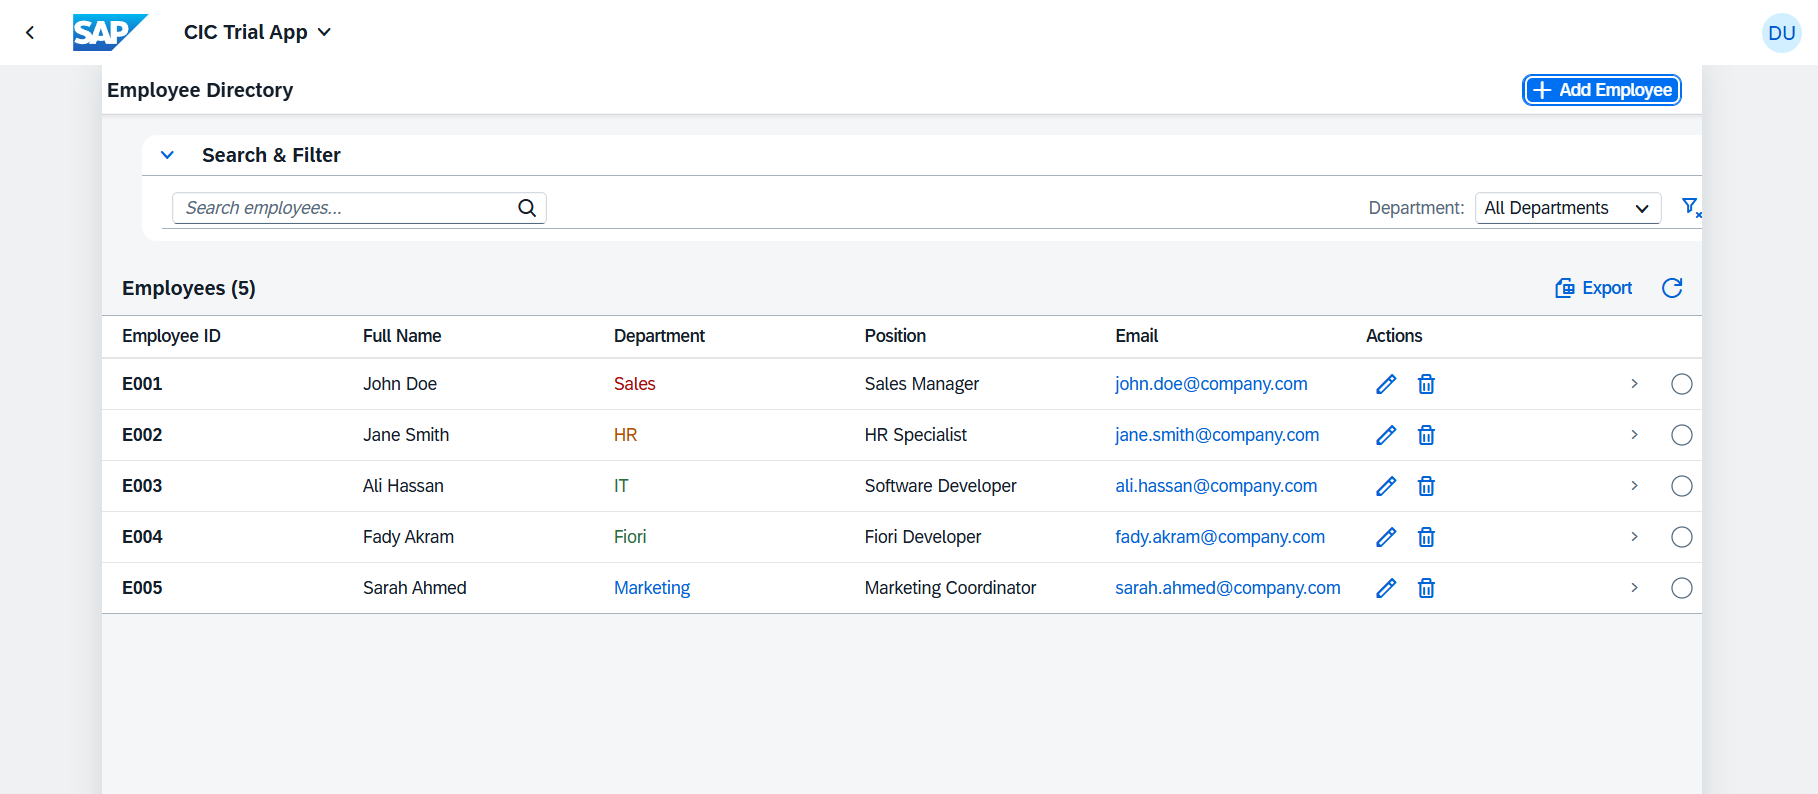 SAP CIC Trial App DU
Employee Directory + Add Employee
Search & Filter
Search employees... Department: All Departments
Employees (5) Export
Employee ID Full Name Department Position Email Actions
E001 John Doe Sales Sales Manager john.doe@company.com
E002 Jane Smith HR HR Specialist jane.smith@company.com
E003 Ali Hassan IT Software Developer ali.hassan@company.com
E004 Fady Akram Fiori Fiori Developer fady.akram@company.com
E005 Sarah Ahmed Marketing Marketing Coordinator sarah.ahmed@company.com